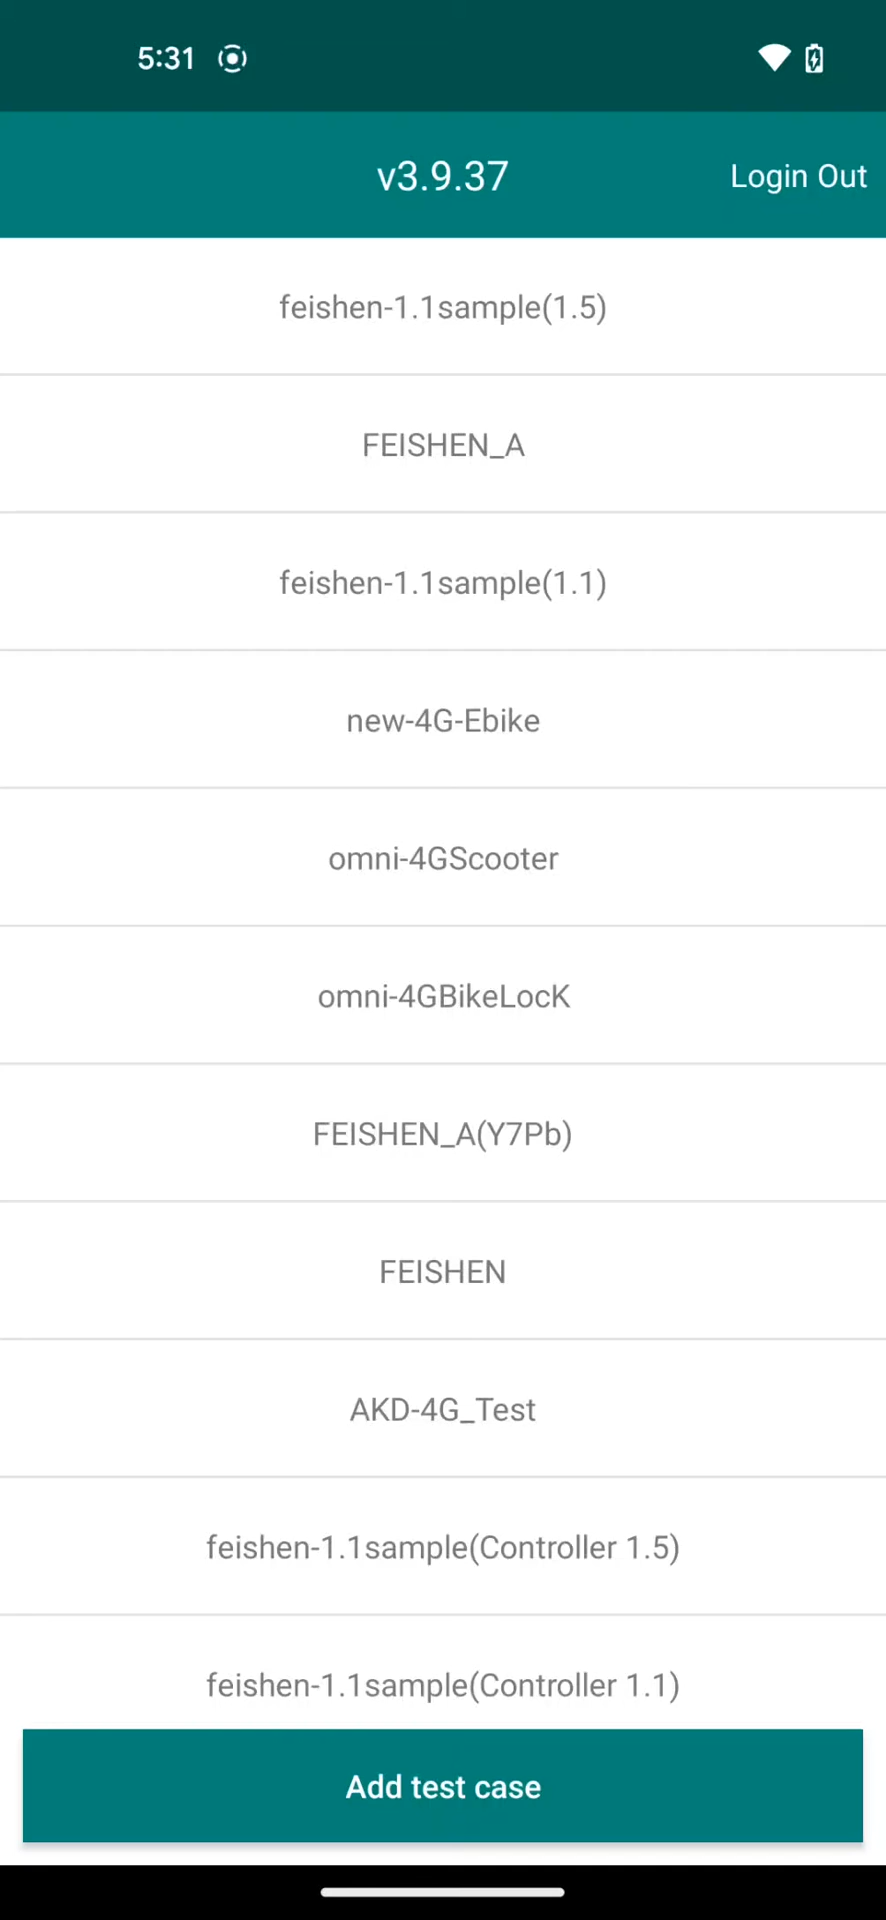 5:31
v3.9.37
Login Out
feishen-1.1sample(1.5)
FEISHEN_A
feishen-1.1sample(1.1)
new-4G-Ebike
omni-4GScooter
omni-4GBikeLocK
FEISHEN_A(Y7Pb)
FEISHEN
AKD-4G_Test
feishen-1.1sample(Controller 1.5)
feishen-1.1sample(Controller 1.1)
Add test case